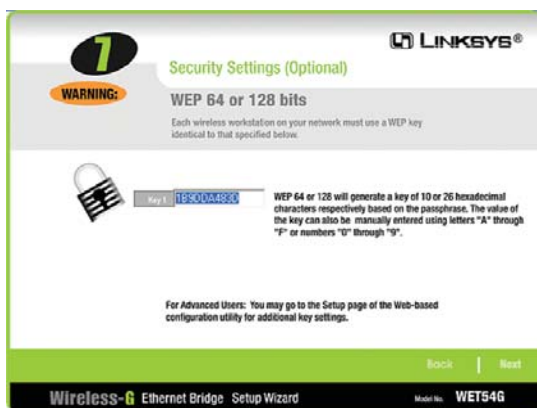 LINKSYS®
7
Security Settings (Optional)
WARNING:
WEP 64 or 128 bits
Each wireless workstation on your network must use a WEP key
identical to that specified below.
Key 1 1B9DDA483D
WEP 64 or 128 will generate a key of 10 or 26 hexadecimal
characters respectively based on the passphrase. The value of
the key can also be manually entered using letters "A" through
"F" or numbers "0" through "9".
For Advanced Users: You may go to the Setup page of the Web-based
configuration utility for additional key settings.
Back | Next
Wireless-G Ethernet Bridge Setup Wizard
Model No. WET54G